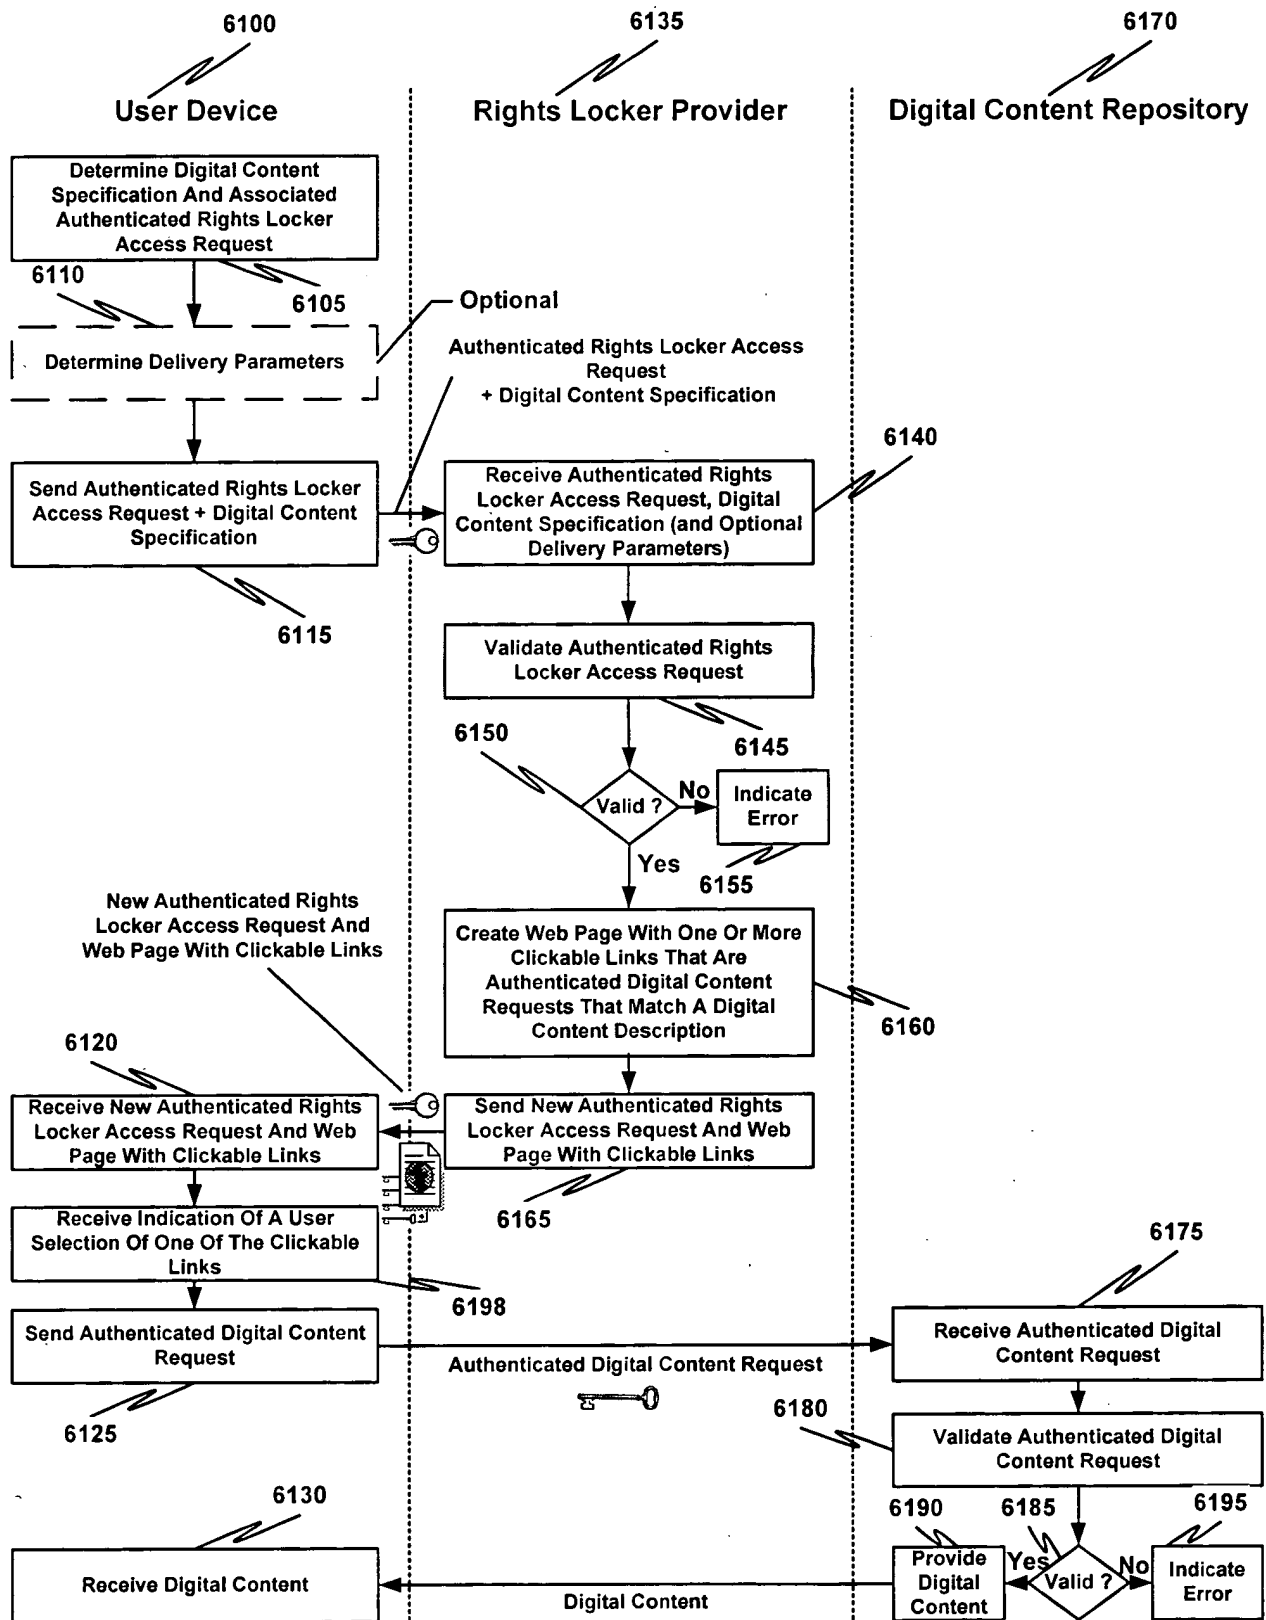 6100
6135
6170
User Device
Rights Locker Provider
Digital Content Repository
Determine Digital Content
Specification And Associated
Authenticated Rights Locker
Access Request
6110
6105
Optional
Determine Delivery Parameters
Authenticated Rights Locker Access
Request
+ Digital Content Specification
6140
Send Authenticated Rights Locker
Access Request + Digital Content
Specification
Receive Authenticated Rights
Locker Access Request, Digital
Content Specification (and Optional
Delivery Parameters)
6115
Validate Authenticated Rights
Locker Access Request
6150
6145
Valid ?
No
Indicate
Error
Yes
6155
New Authenticated Rights
Locker Access Request And
Web Page With Clickable Links
Create Web Page With One Or More
Clickable Links That Are
Authenticated Digital Content
Requests That Match A Digital
Content Description
6160
6120
Receive New Authenticated Rights
Locker Access Request And Web
Page With Clickable Links
Send New Authenticated Rights
Locker Access Request And Web
Page With Clickable Links
6165
Receive Indication Of A User
Selection Of One Of The Clickable
Links
6198
6175
Send Authenticated Digital Content
Request
Authenticated Digital Content Request
Receive Authenticated Digital
Content Request
6125
6180
Validate Authenticated Digital
Content Request
6130
6190
6185
6195
Receive Digital Content
Digital Content
Provide
Digital
Content
Yes
Valid ?
No
Indicate
Error